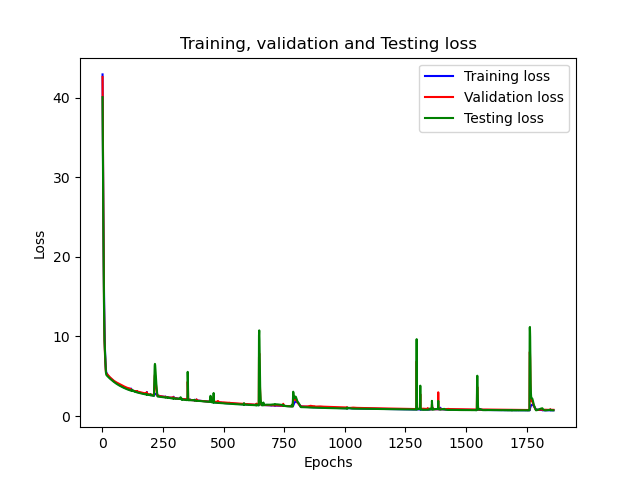 Training, validation and Testing loss
Training loss
Validation loss
Testing loss
Loss
40
30
20
10
0
0 250 500 750 1000 1250 1500 1750
Epochs